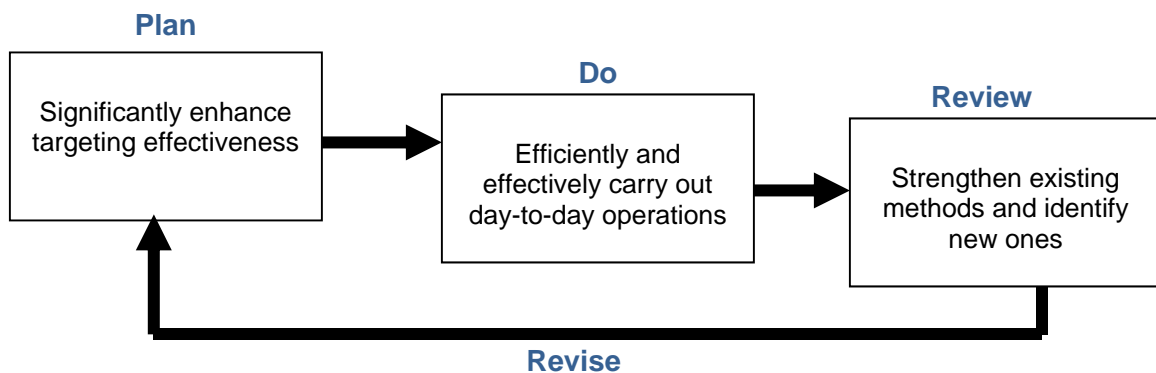 Plan
Significantly enhance
targeting effectiveness
Do
Efficiently and
effectively carry out
day-to-day operations
Review
Strengthen existing
methods and identify
new ones
Revise